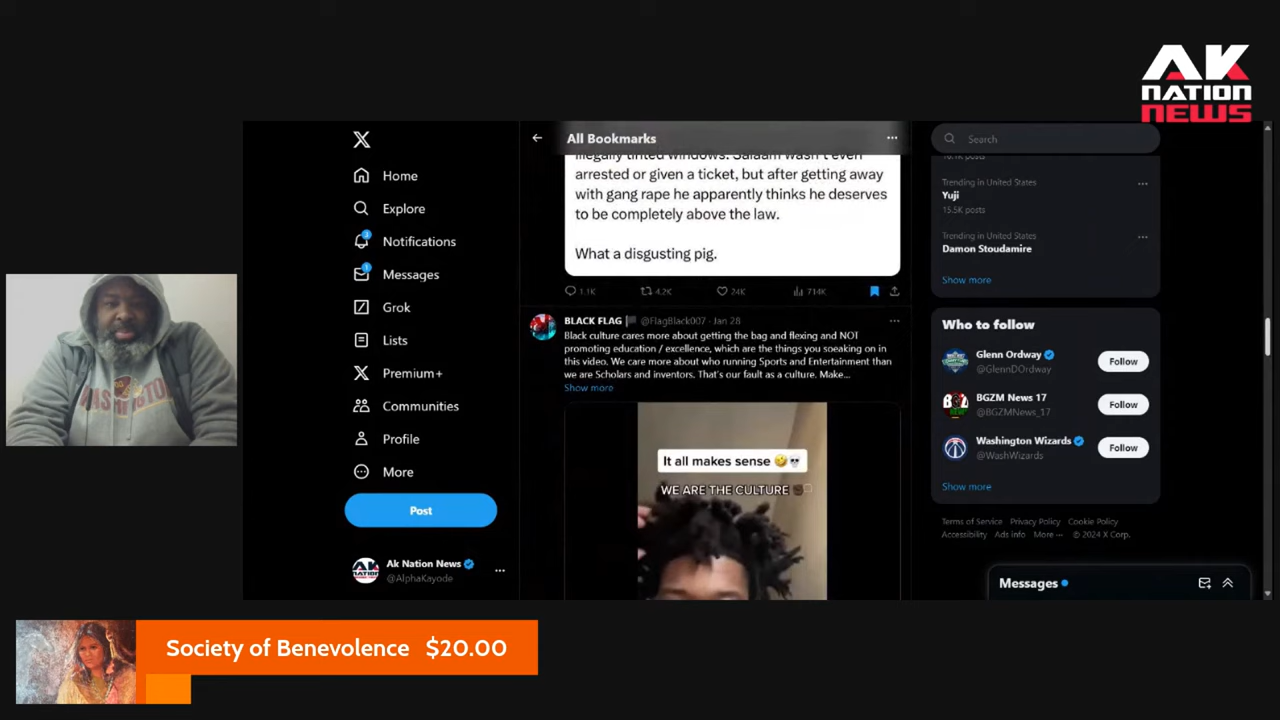 AK
NATION
NEWS
All Bookmarks
Search
Home
Explore
3
Notifications
1
Messages
Grok
Lists
Premium+
Communities
Profile
More
Post
Ak Nation News
@AlphaKayode
illegally tinted windows. Salaam wasn't even
arrested or given a ticket, but after getting away
with gang rape he apparently thinks he deserves
to be completely above the law.
What a disgusting pig.
1.1K 4.2K 24K 714K
BLACK FLAG @FlagBlack007 · Jan 28
Black culture cares more about getting the bag and flexing and NOT
promoting education / excellence, which are the things you soeaking on in
this video. We care more about who running Sports and Entertainment than
we are Scholars and inventors. That's our fault as a culture. Make...
Show more
It all makes sense 🤣💀
WE ARE THE CULTURE
Trending in United States
Yuji
15.5K posts
Trending in United States
Damon Stoudamire
Show more
Who to follow
Glenn Ordway
@GlennDOrdway
Follow
BGZM News 17
@BGZMNews_17
Follow
Washington Wizards
@WashWizards
Follow
Show more
Terms of Service Privacy Policy Cookie Policy
Accessibility Ads info More ··· © 2024 X Corp.
Messages
WASHINGTON
Society of Benevolence $20.00